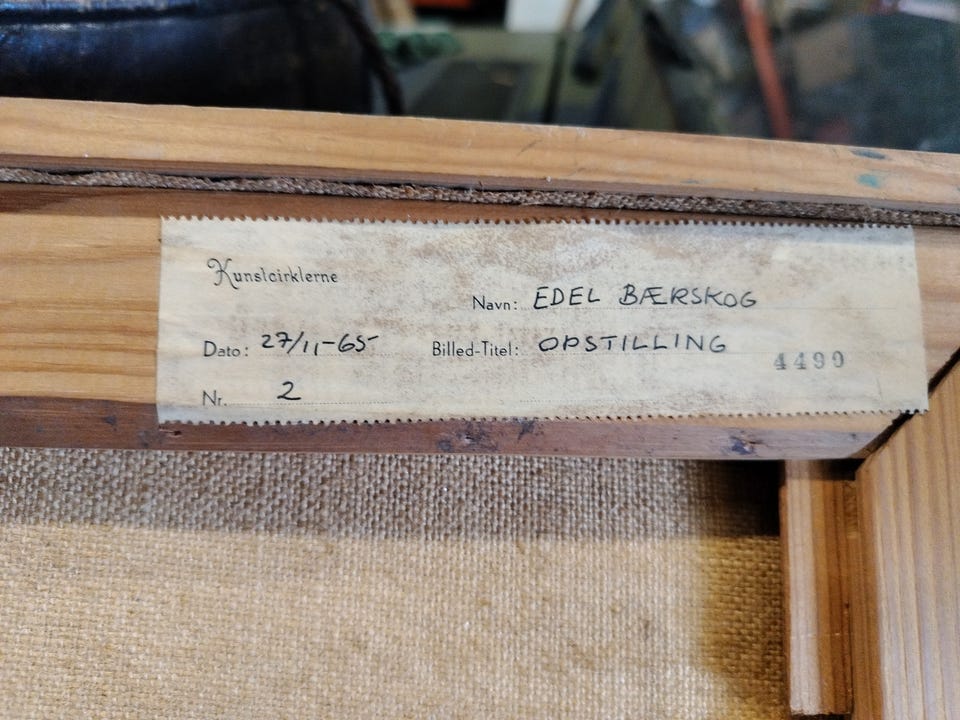 Kunstcirklerne
Navn: EDEL BÆRSKOG
Dato: 27/11-65 Billed-Titel: OPSTILLING
4490
Nr. 2